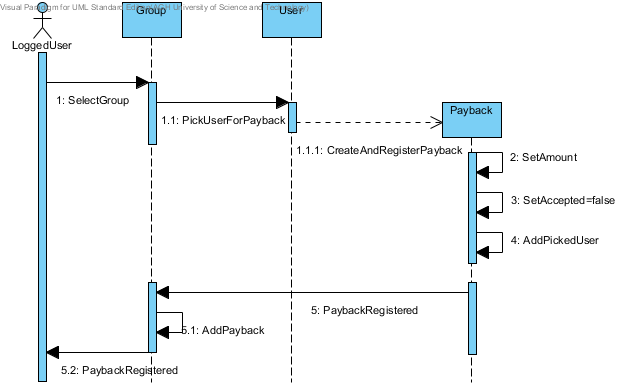 Visual Paradigm for UML Standard Edition(AGH University of Science and Technology)
Group
User
LoggedUser
Payback
1: SelectGroup
1.1: PickUserForPayback
1.1.1: CreateAndRegisterPayback
2: SetAmount
3: SetAccepted=false
4: AddPickedUser
5: PaybackRegistered
5.1: AddPayback
5.2: PaybackRegistered